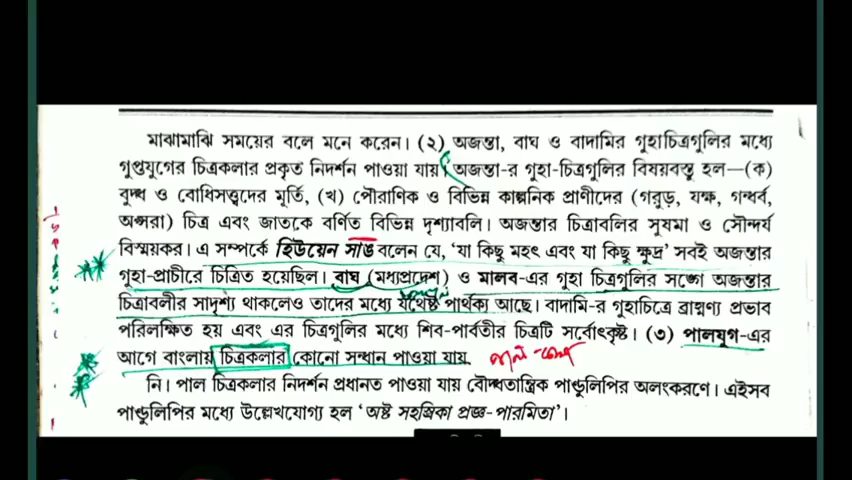 মাঝামাঝি সময়ের বলে মনে করেন। (২) অজন্তা, বাঘ ও বাদামির গুহাচিত্রগুলির মধ্যে
গুপ্তযুগের চিত্রকলার প্রকৃত নিদর্শন পাওয়া যায়। অজন্তা-র গুহা-চিত্রগুলির বিষয়বস্তু হল—(ক)
বুদ্ধ ও বোধিসত্ত্বদের মূর্তি, (খ) পৌরাণিক ও বিভিন্ন কাল্পনিক প্রাণীদের (গরুড়, যক্ষ, গন্ধর্ব,
অপ্সরা) চিত্র এবং জাতকে বর্ণিত বিভিন্ন দৃশ্যাবলি। অজন্তার চিত্রাবলির সুষমা ও সৌন্দর্য
বিস্ময়কর। এ সম্পর্কে হিউয়েন সাঙ বলেন যে, 'যা কিছু মহৎ এবং যা কিছু ক্ষুদ্র' সবই অজন্তার
গুহা-প্রাচীরে চিত্রিত হয়েছিল। বাঘ (মধ্যপ্রদেশ) ও মালব-এর গুহা চিত্রগুলির সঙ্গে অজন্তার
চিত্রাবলীর সাদৃশ্য থাকলেও তাদের মধ্যে যথেষ্ট পার্থক্য আছে। বাদামি-র গুহাচিত্রে ব্রাহ্মণ্য প্রভাব
পরিলক্ষিত হয় এবং এর চিত্রগুলির মধ্যে শিব-পার্বতীর চিত্রটি সর্বোৎকৃষ্ট। (৩) পালযুগ-এর
আগে বাংলায় চিত্রকলার কোনো সন্ধান পাওয়া যায়
নি। পাল চিত্রকলার নিদর্শন প্রধানত পাওয়া যায় বৌদ্ধতান্ত্রিক পাণ্ডুলিপির অলংকরণে। এইসব
পাণ্ডুলিপির মধ্যে উল্লেখযোগ্য হল 'অষ্ট সহস্রিকা প্রজ্ঞ-পারমিতা'।